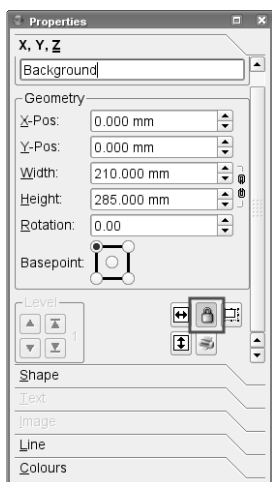 Properties
X, Y, Z
Background
Geometry
X-Pos: 0.000 mm
Y-Pos: 0.000 mm
Width: 210.000 mm
Height: 285.000 mm
Rotation: 0.00
Basepoint:
Level
1
Shape
Text
Image
Line
Colours